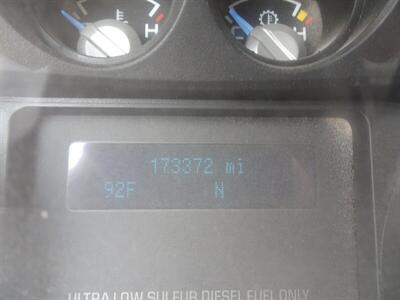 H
C
173372 mi
92F N
ULTRA LOW SULFUR DIESEL FUEL ONLY